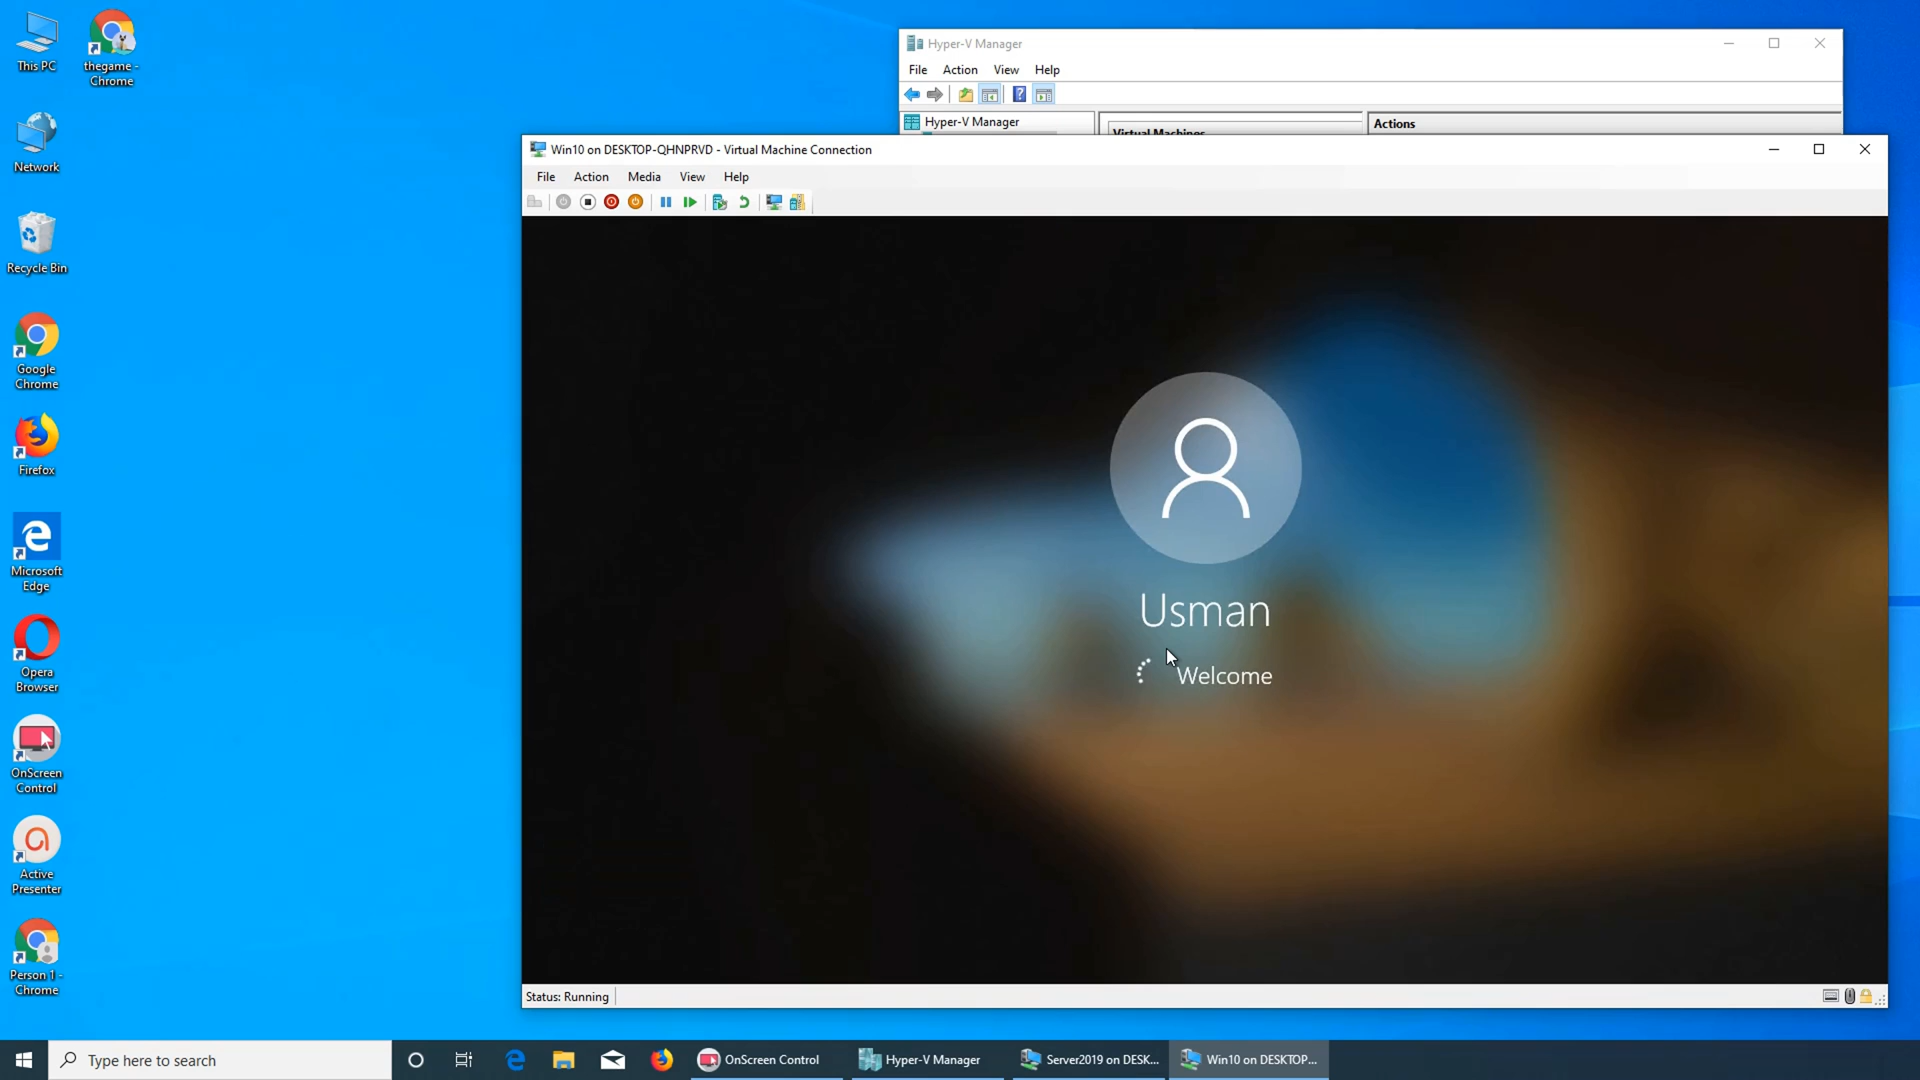 This PC
thegame -
Chrome
Network
Recycle Bin
Google
Chrome
Firefox
Microsoft
Edge
Opera
Browser
OnScreen
Control
Active
Presenter
Person 1 -
Chrome
Hyper-V Manager
File Action View Help
Hyper-V Manager
Virtual Machines
Actions
Win10 on DESKTOP-QHNPRVD - Virtual Machine Connection
File Action Media View Help
Usman
Welcome
Status: Running
Type here to search
OnScreen Control
Hyper-V Manager
Server2019 on DESK...
Win10 on DESKTOP...